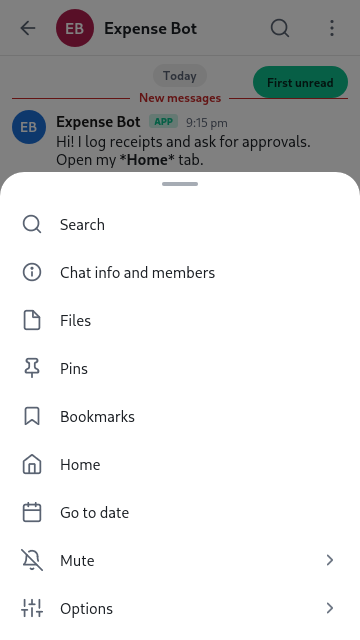 EB
Expense Bot
Today
First unread
New messages
EB
Expense Bot APP 9:15 pm
Hi! I log receipts and ask for approvals.
Open my *Home* tab.
Search
Chat info and members
Files
Pins
Bookmarks
Home
Go to date
Mute
Options